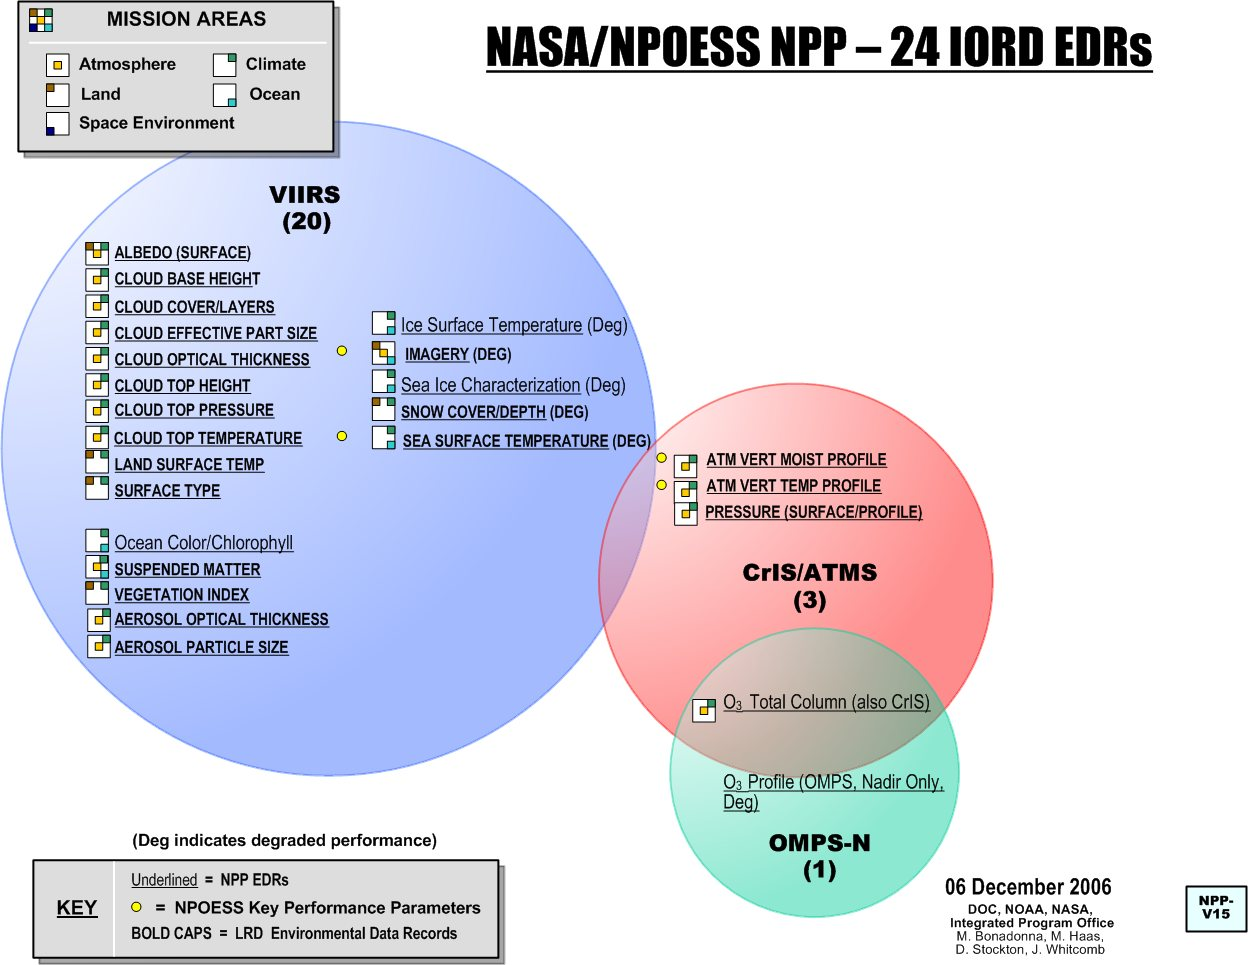 MISSION AREAS
Atmosphere
Climate
Land
Ocean
Space Environment
NASA/NPOESS NPP – 24 IORD EDRs
VIIRS
(20)
ALBEDO (SURFACE)
CLOUD BASE HEIGHT
CLOUD COVER/LAYERS
CLOUD EFFECTIVE PART SIZE
CLOUD OPTICAL THICKNESS
CLOUD TOP HEIGHT
CLOUD TOP PRESSURE
CLOUD TOP TEMPERATURE
LAND SURFACE TEMP
SURFACE TYPE
Ocean Color/Chlorophyll
SUSPENDED MATTER
VEGETATION INDEX
AEROSOL OPTICAL THICKNESS
AEROSOL PARTICLE SIZE
Ice Surface Temperature (Deg)
IMAGERY (DEG)
Sea Ice Characterization (Deg)
SNOW COVER/DEPTH (DEG)
SEA SURFACE TEMPERATURE (DEG)
ATM VERT MOIST PROFILE
ATM VERT TEMP PROFILE
PRESSURE (SURFACE/PROFILE)
CrIS/ATMS
(3)
O3 Total Column (also CrIS)
O3 Profile (OMPS, Nadir Only,
Deg)
OMPS-N
(1)
(Deg indicates degraded performance)
KEY
Underlined = NPP EDRs
= NPOESS Key Performance Parameters
BOLD CAPS = LRD Environmental Data Records
06 December 2006
DOC, NOAA, NASA,
Integrated Program Office
M. Bonadonna, M. Haas,
D. Stockton, J. Whitcomb
NPP-
V15